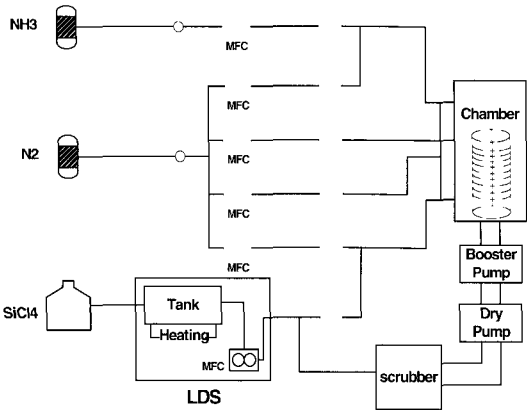 NH3
MFC
MFC
Chamber
N2
MFC
MFC
MFC
Booster
Pump
SiCl4
Tank
Heating
MFC
LDS
Dry
Pump
scrubber